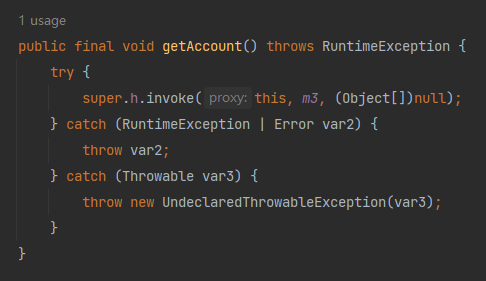 1 usage
public final void getAccount() throws RuntimeException {
try {
super.h.invoke( proxy: this, m3, (Object[])null);
} catch (RuntimeException | Error var2) {
throw var2;
} catch (Throwable var3) {
throw new UndeclaredThrowableException(var3);
}
}